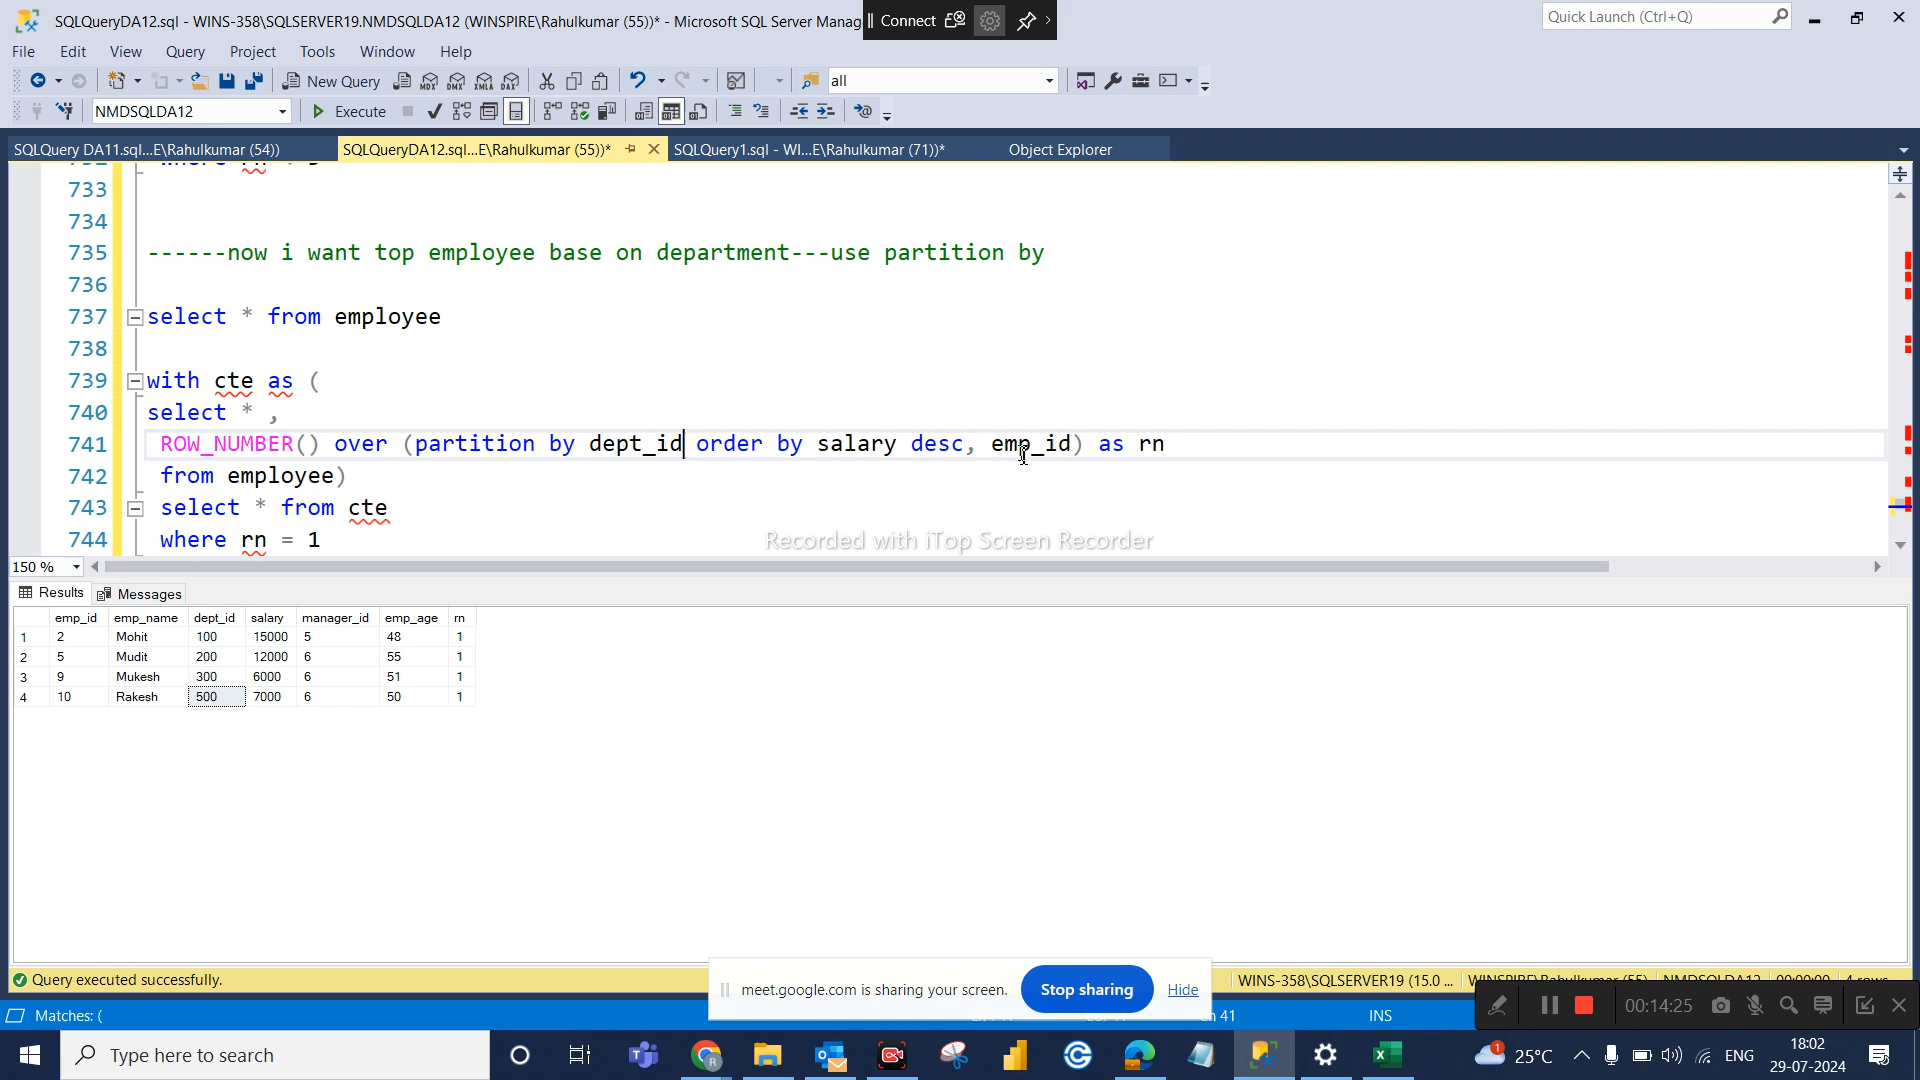 SQLQueryDA12.sql - WINS-358\SQLSERVER19.NMDSQLDA12 (WINSPIRE\Rahulkumar (55))* - Microsoft SQL Server Manag
Connect
Quick Launch (Ctrl+Q)
File Edit View Query Project Tools Window Help
New Query
MDX DMX XMLA DAX
all
NMDSQLDA12
Execute
SQLQuery DA11.sql...E\Rahulkumar (54))
SQLQueryDA12.sql...E\Rahulkumar (55))*
SQLQuery1.sql - WI...E\Rahulkumar (71))*
Object Explorer
733
734
735 ------now i want top employee base on department---use partition by
736
737 select * from employee
738
739 with cte as (
740 select * ,
741 ROW_NUMBER() over (partition by dept_id order by salary desc, emp_id) as rn
742 from employee)
743 select * from cte
744 where rn = 1
Recorded with iTop Screen Recorder
150 %
Results Messages
emp_id emp_name dept_id salary manager_id emp_age rn
1 2 Mohit 100 15000 5 48 1
2 5 Mudit 200 12000 6 55 1
3 9 Mukesh 300 6000 6 51 1
4 10 Rakesh 500 7000 6 50 1
Query executed successfully.
WINS-358\SQLSERVER19 (15.0 ...
meet.google.com is sharing your screen.
Stop sharing
Hide
Matches: (
INS
00:14:25
Type here to search
25°C
ENG
18:02
29-07-2024